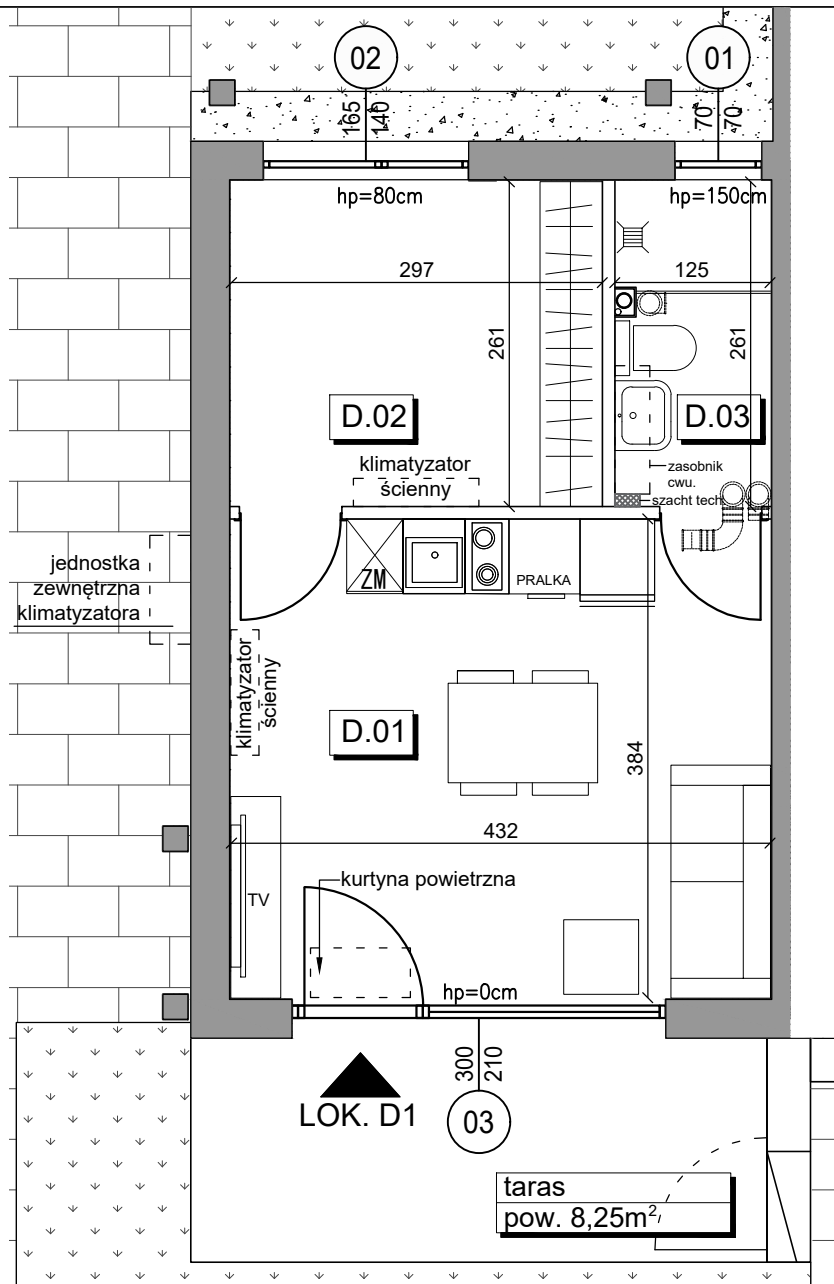 02
01
165
140
70
70
hp=80cm
hp=150cm
297
125
261
261
D.02
D.03
klimatyzator
ścienny
zasobnik
cwu.
szacht tech.
jednostka
zewnętrzna
klimatyzatora
ZM
PRALKA
klimatyzator
ścienny
D.01
384
432
kurtyna powietrzna
TV
hp=0cm
300
210
LOK. D1
03
taras
pow. 8,25m²